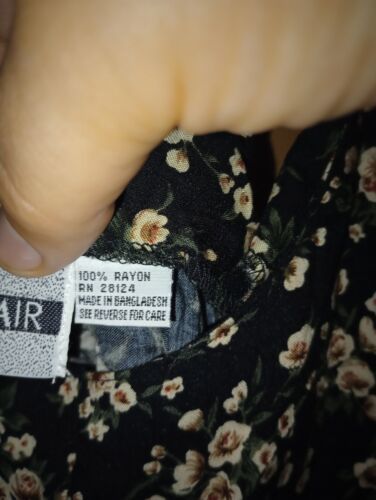 AIR
100% RAYON
RN 28124
MADE IN BANGLADESH
SEE REVERSE FOR CARE